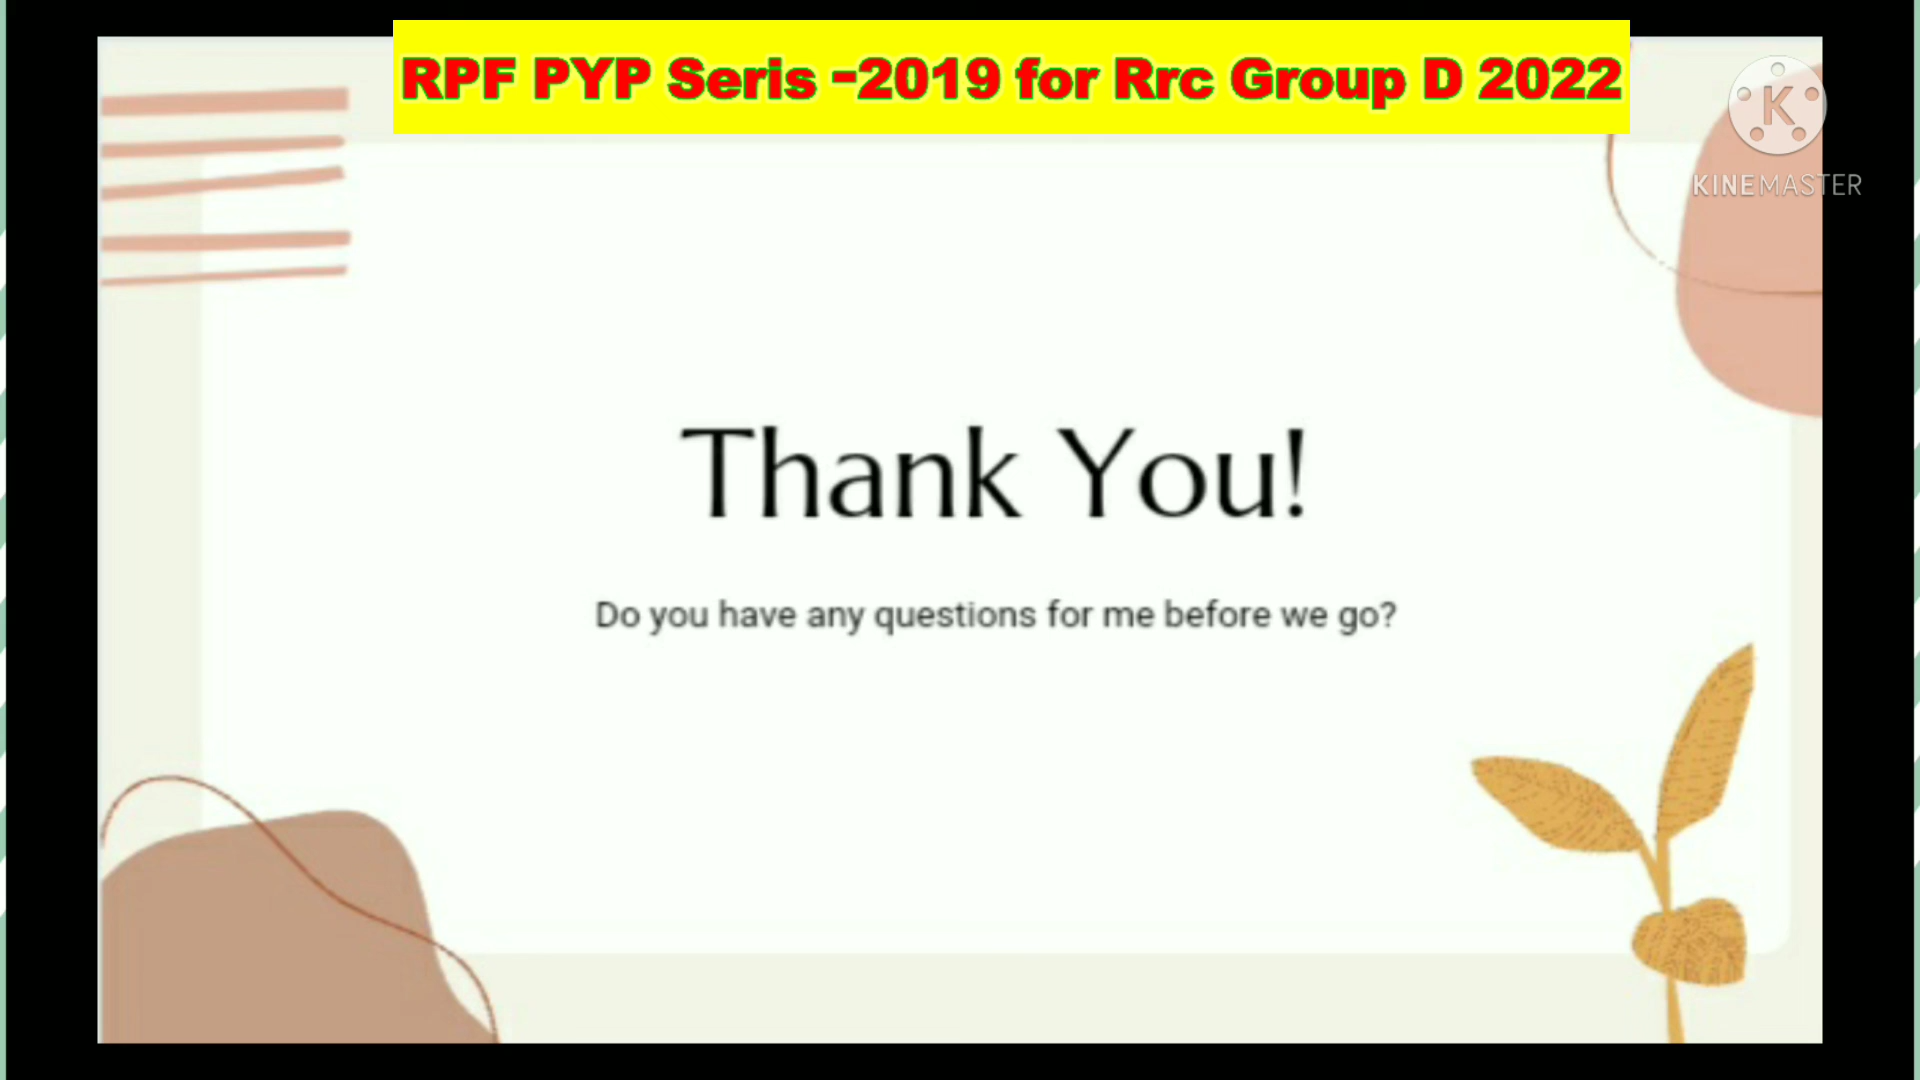 RPF PYP Seris -2019 for Rrc Group D 2022
K
KINEMASTER
Thank You!
Do you have any questions for me before we go?